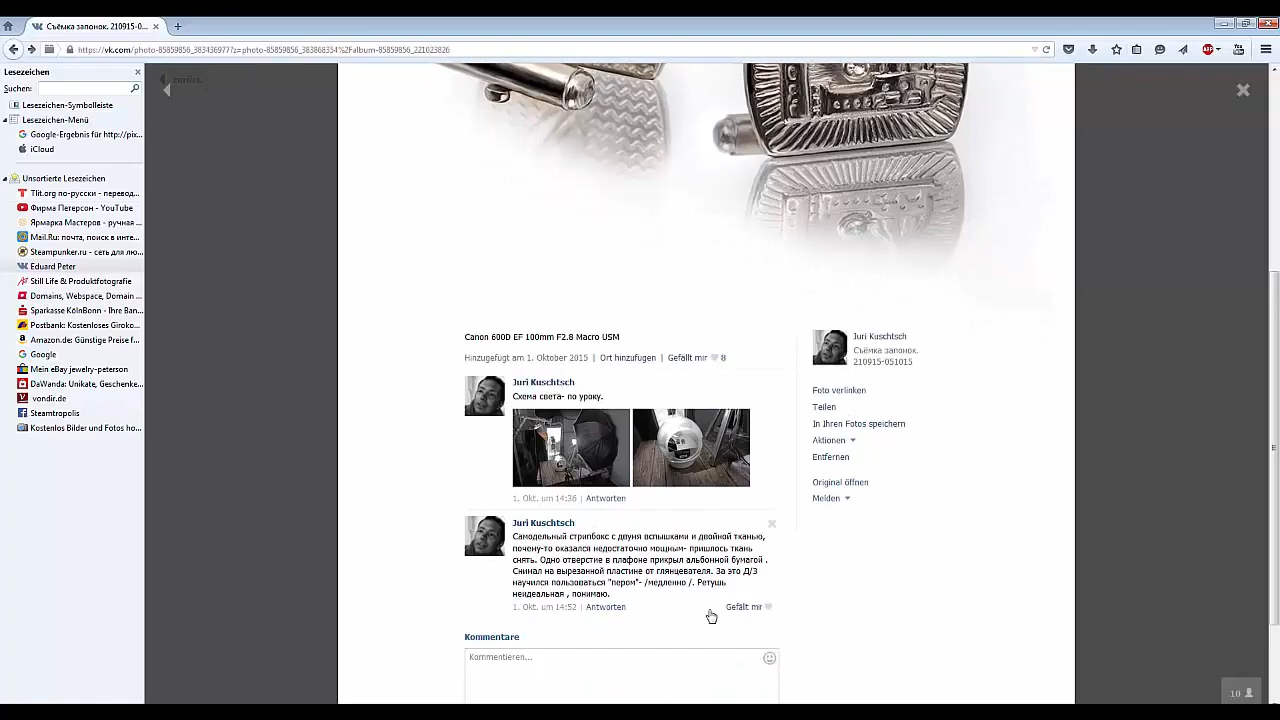 Съёмка запонок. 210915-0...
https://vk.com/photo-85859856_383436977?z=photo-85859856_383868354%2Falbum-85859856_221023826
Lesezeichen
Suchen:
Lesezeichen-Symbolleiste
Lesezeichen-Menü
Google-Ergebnis für http://pix...
iCloud
Unsortierte Lesezeichen
Tlit.org по-русски - перевод...
Фирма Петерсон - YouTube
Ярмарка Мастеров - ручная ...
Mail.Ru: почта, поиск в инте...
Steampunker.ru - сеть для лю...
Eduard Peter
Still Life & Produktfotografie
Domains, Webspace, Domain ...
Sparkasse KölnBonn - Ihre Ban...
Postbank: Kostenloses Giroko...
Amazon.de: Günstige Preise f...
Google
Mein eBay jewelry-peterson
DaWanda: Unikate, Geschenke...
vondir.de
Steamtropolis
Kostenlos Bilder und Fotos ho...
zurück
Canon 600D EF 100mm F2.8 Macro USM
Hinzugefügt am 1. Oktober 2015 | Ort hinzufügen | Gefällt mir 8
Juri Kuschtsch
Схема света- по уроку.
1. Okt. um 14:36 | Antworten
Juri Kuschtsch
Самодельный стрипбокс с двуня вспышками и двойной тканью,
почену-то оказался недостаточно мощным- пришлось ткань
снять. Одно отверстие в плафоне прикрыл альбонной бумагой .
Снинал на вырезанной пластине от глянцевателя. За это Д/З
научился пользоваться "пером"- /медленно /. Ретушь
неидеальная , понимаю.
1. Okt. um 14:52 | Antworten
Gefällt mir
Kommentare
Kommentieren...
Juri Kuschtsch
Съёмка запонок.
210915-051015
Foto verlinken
Teilen
In Ihren Fotos speichern
Aktionen
Entfernen
Original öffnen
Melden
10